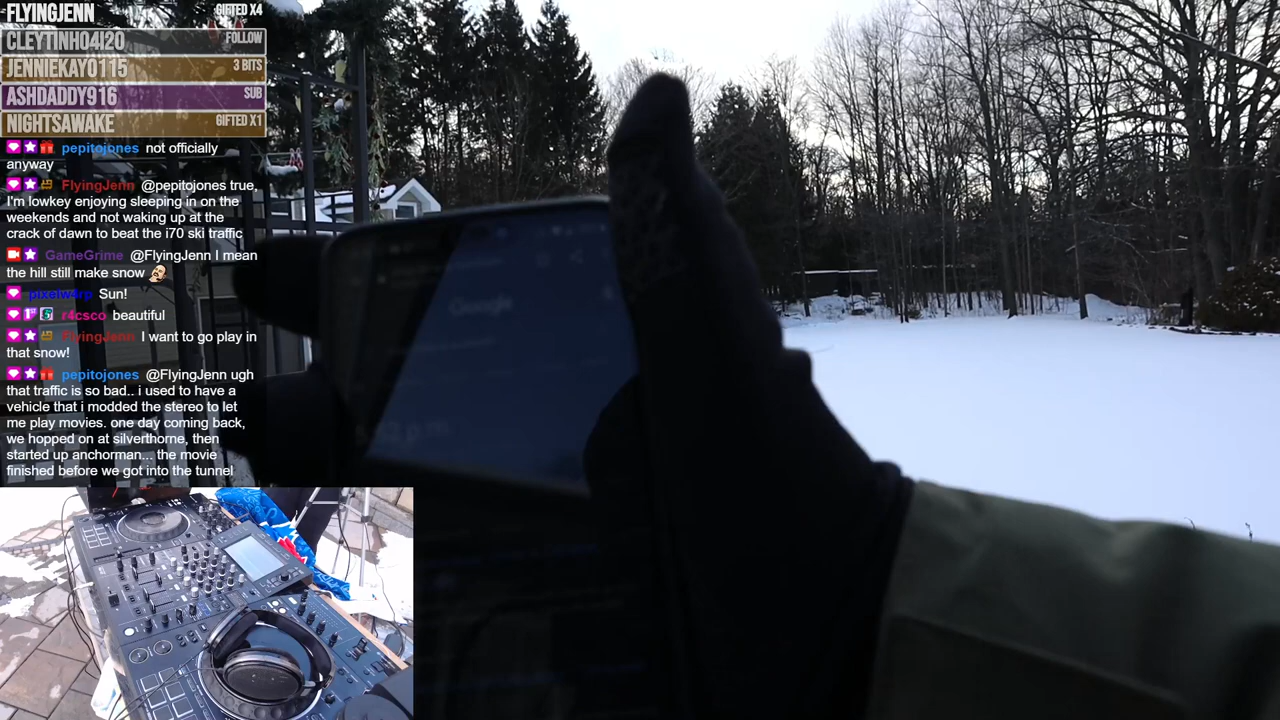 FLYINGJENN GIFTED X4
CLEYTINHO4I20 FOLLOW
JENNIEKAY0115 3 BITS
ASHDADDY916 SUB
NIGHTSAWAKE GIFTED X1
pepitojones not officially
anyway
FlyingJenn @pepitojones true,
I'm lowkey enjoying sleeping in on the
weekends and not waking up at the
crack of dawn to beat the i70 ski traffic
GameGrime @FlyingJenn I mean
the hill still make snow
pixelw4rp Sun!
r4csco beautiful
FlyingJenn I want to go play in
that snow!
pepitojones @FlyingJenn ugh
that traffic is so bad.. i used to have a
vehicle that i modded the stereo to let
me play movies. one day coming back,
we hopped on at silverthorne, then
started up anchorman... the movie
finished before we got into the tunnel
Google